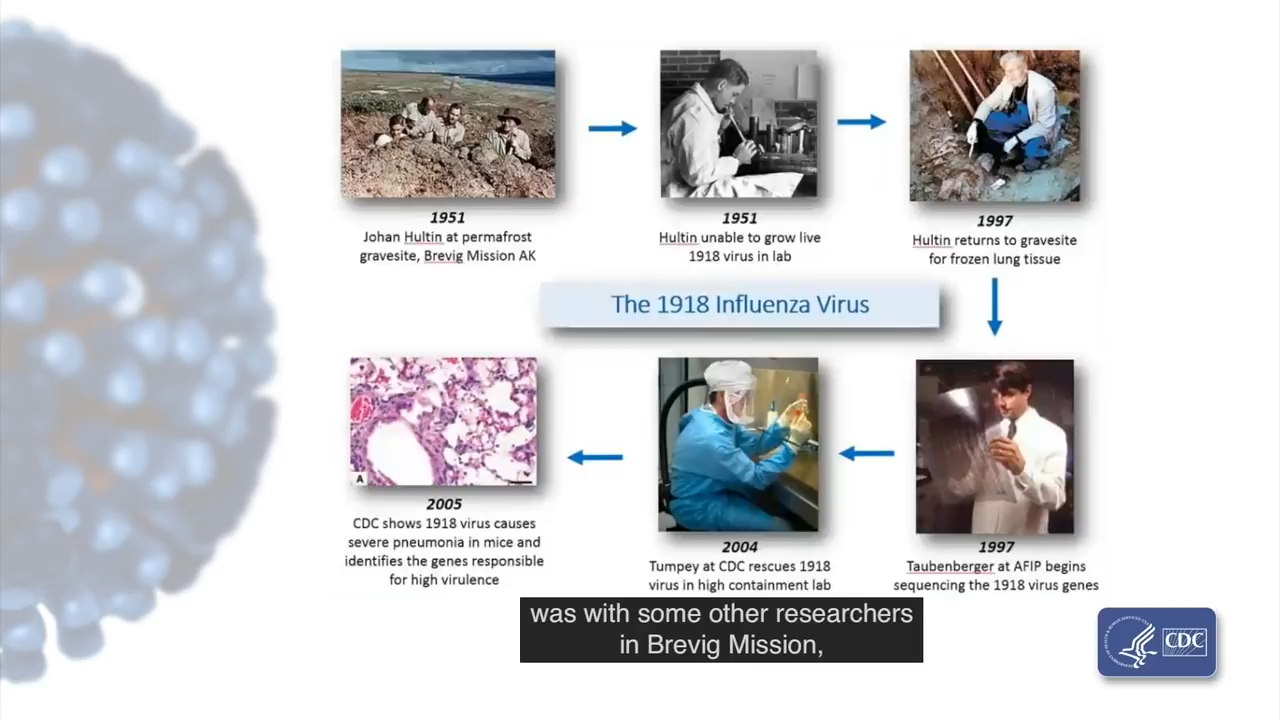 1951
Johan Hultin at permafrost
gravesite, Brevig Mission AK
1951
Hultin unable to grow live
1918 virus in lab
1997
Hultin returns to gravesite
for frozen lung tissue
The 1918 Influenza Virus
A
2005
CDC shows 1918 virus causes
severe pneumonia in mice and
identifies the genes responsible
for high virulence
2004
Tumpey at CDC rescues 1918
virus in high containment lab
1997
Taubenberger at AFIP begins
sequencing the 1918 virus genes
was with some other researchers
in Brevig Mission,
CDC